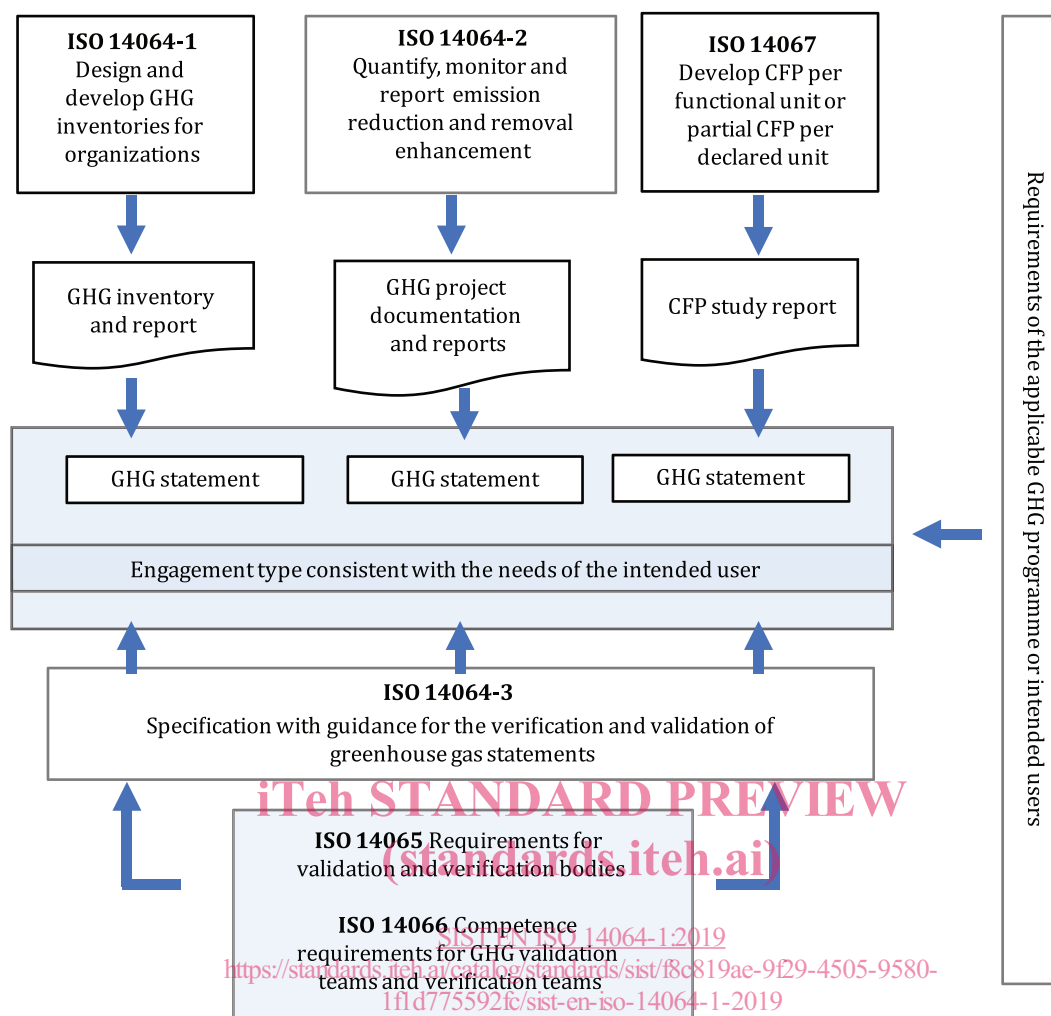 ISO 14064-1
Design and
develop GHG
inventories for
organizations
ISO 14064-2
Quantify, monitor and
report emission
reduction and removal
enhancement
ISO 14067
Develop CFP per
functional unit or
partial CFP per
declared unit
GHG inventory
and report
GHG project
documentation
and reports
CFP study report
GHG statement
GHG statement
GHG statement
Engagement type consistent with the needs of the intended user
ISO 14064-3
Specification with guidance for the verification and validation of
greenhouse gas statements
iTeh STANDARD PREVIEW
(standards.iteh.ai)
ISO 14065 Requirements for
validation and verification bodies
ISO 14066 Competence
requirements for GHG validation
teams and verification teams
SIST EN ISO 14064-1:2019
https://standards.iteh.ai/catalog/standards/sist/f8c819ae-9f29-4505-9580-
1f1d775592fc/sist-en-iso-14064-1-2019
Requirements of the applicable GHG programme or intended users